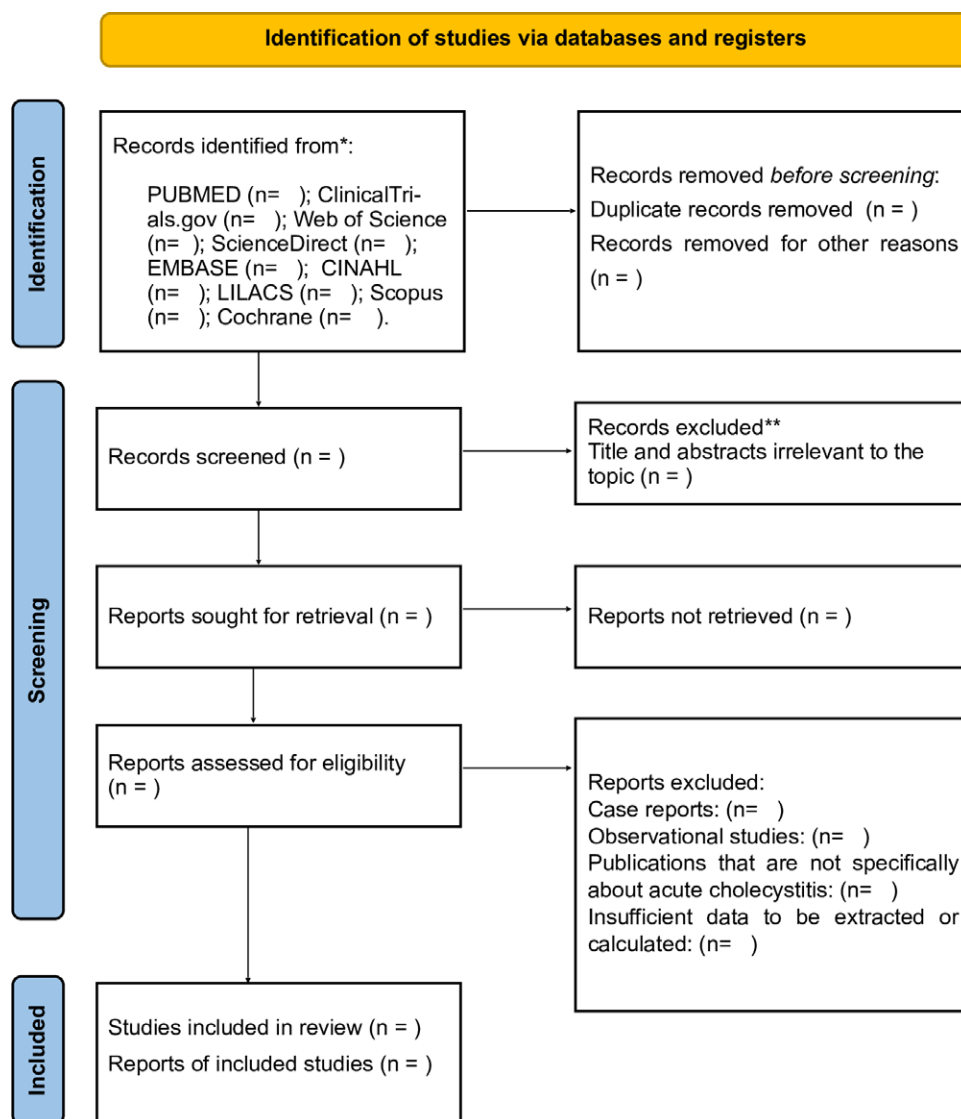 Identification of studies via databases and registers
Identification
Records identified from*:
PUBMED (n=   ); ClinicalTri-
als.gov (n=   ); Web of Science
(n=   ); ScienceDirect (n=   );
EMBASE (n=   );   CINAHL
(n=   ); LILACS (n=   ); Scopus
(n=   ); Cochrane (n=    ).
Records removed before screening:
Duplicate records removed  (n = )
Records removed for other reasons
(n = )
Screening
Records screened (n = )
Records excluded**
Title and abstracts irrelevant to the
topic (n = )
Reports sought for retrieval (n = )
Reports not retrieved (n = )
Reports assessed for eligibility
(n = )
Reports excluded:
Case reports: (n=   )
Observational studies: (n=   )
Publications that are not specifically
about acute cholecystitis: (n=   )
Insufficient data to be extracted or
calculated: (n=   )
Included
Studies included in review (n = )
Reports of included studies (n = )